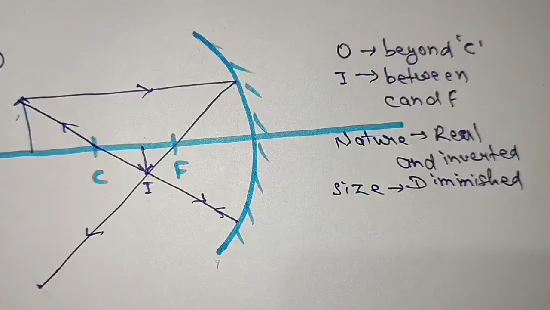 O → beyond 'c'
I → between
c and F
Nature → Real
and inverted
Size → Diminished
C
F
I